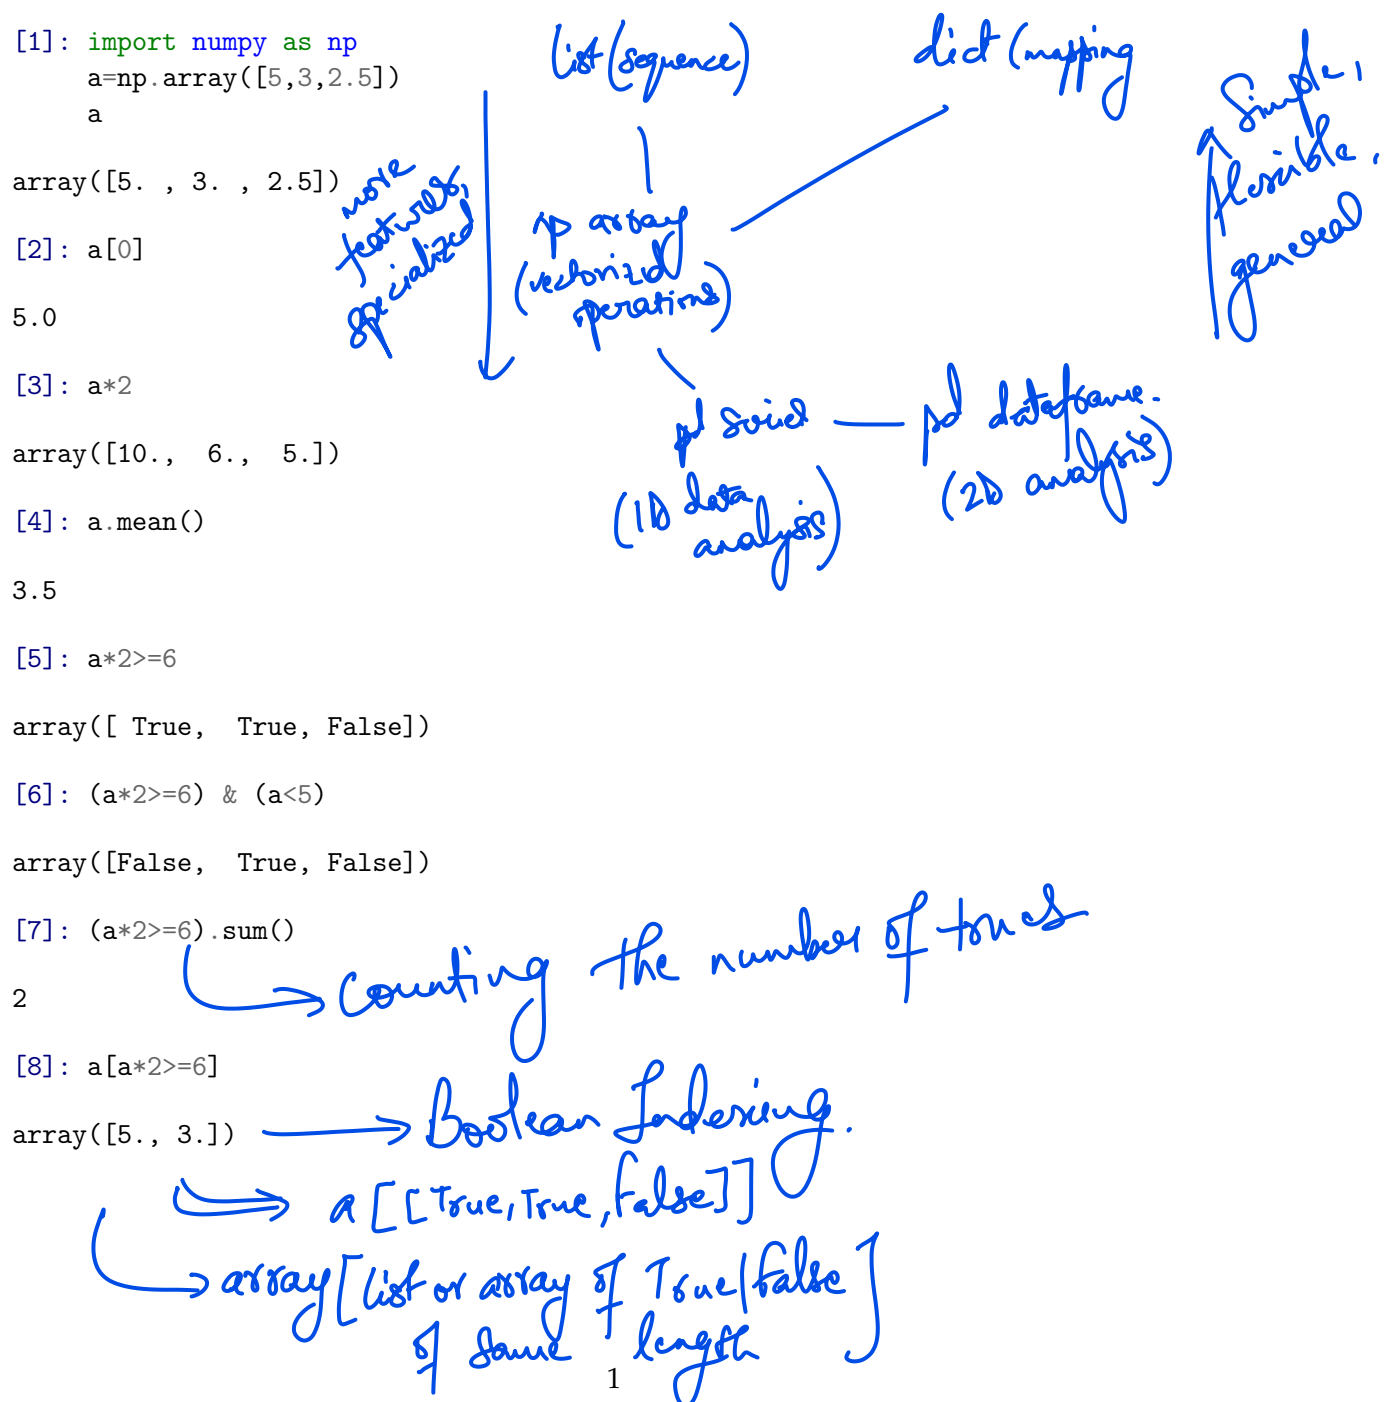 [1]: import numpy as np
a=np.array([5,3,2.5])
a
array([5. , 3. , 2.5])
[2]: a[0]
5.0
[3]: a*2
array([10.,  6.,  5.])
[4]: a.mean()
3.5
[5]: a*2>=6
array([ True,  True, False])
[6]: (a*2>=6) & (a<5)
array([False,  True, False])
[7]: (a*2>=6).sum()
2
[8]: a[a*2>=6]
array([5., 3.])
list (sequence)
dict (mapping
more
features,
specialized
np array
(vectorized
operations)
Simple,
flexible,
general
pd series
(1D data
analysis)
pd dataframe.
(2D analysis)
Counting the number of trues
Boolean Indexing.
a[[True, True, False]]
array[list or array of True/False
of same length]
1